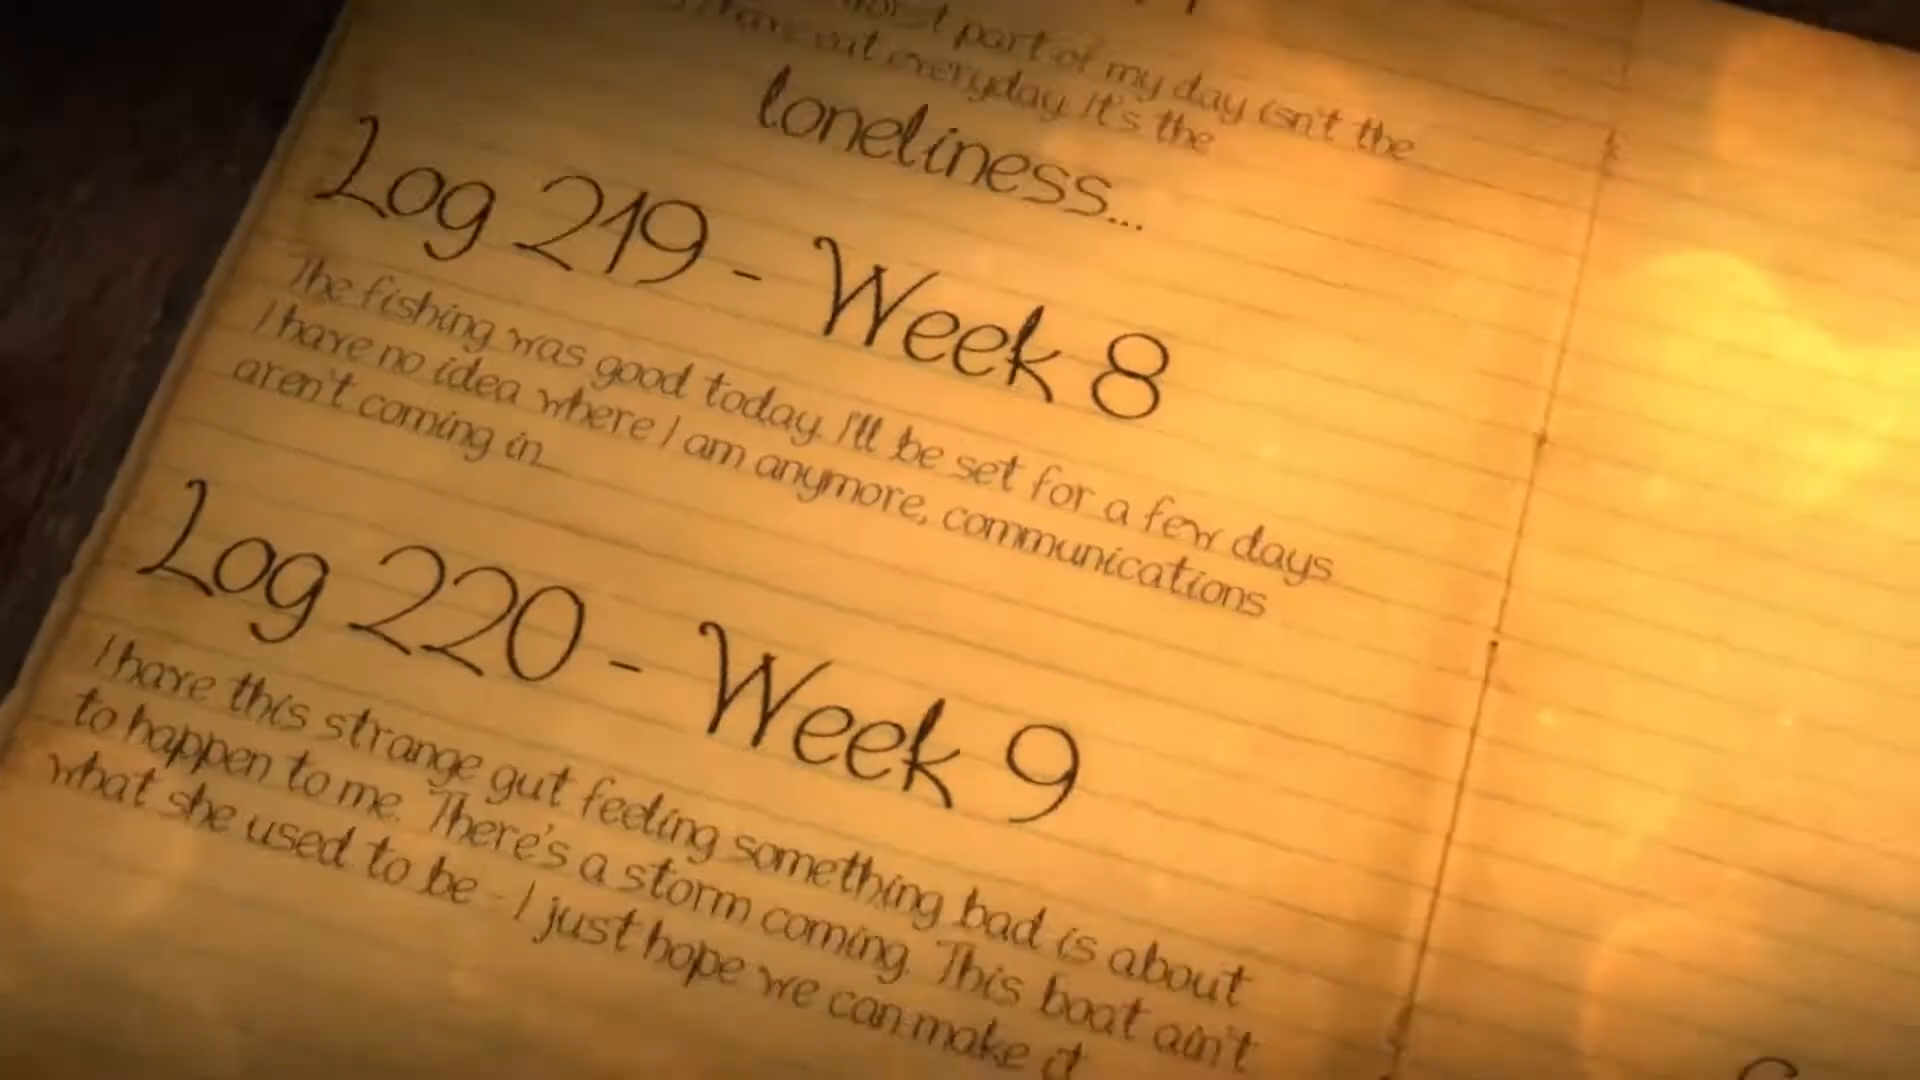 part of my day isn't the
everyday. It's the
loneliness...
Log 219 - Week 8
The fishing was good today. I'll be set for a few days
I have no idea where I am anymore, communications
aren't coming in
Log 220 - Week 9
I have this strange gut feeling something bad is about
to happen to me. There's a storm coming. This boat ain't
what she used to be - I just hope we can make it